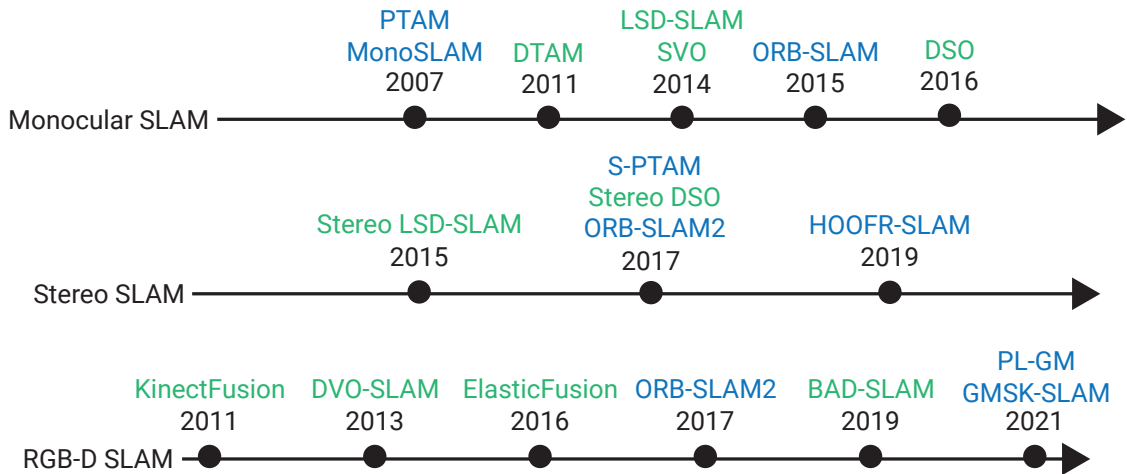 PTAM
MonoSLAM
2007
DTAM
2011
LSD-SLAM
SVO
2014
ORB-SLAM
2015
DSO
2016
Monocular SLAM
Stereo LSD-SLAM
2015
S-PTAM
Stereo DSO
ORB-SLAM2
2017
HOOFR-SLAM
2019
Stereo SLAM
KinectFusion
2011
DVO-SLAM
2013
ElasticFusion
2016
ORB-SLAM2
2017
BAD-SLAM
2019
PL-GM
GMSK-SLAM
2021
RGB-D SLAM